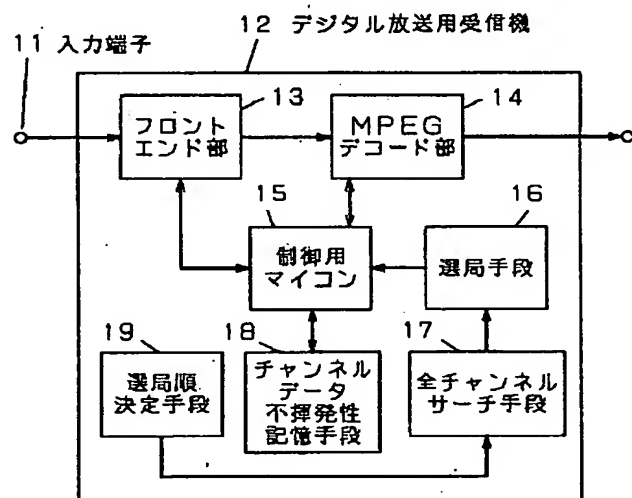 12 デジタル放送用受信機
11 入力端子
13
フロント
エンド部
14
MPEG
デコード部
15
制御用
マイコン
16
選局手段
19
選局順
決定手段
18
チャンネル
データ
不揮発性
記憶手段
17
全チャンネル
サーチ手段